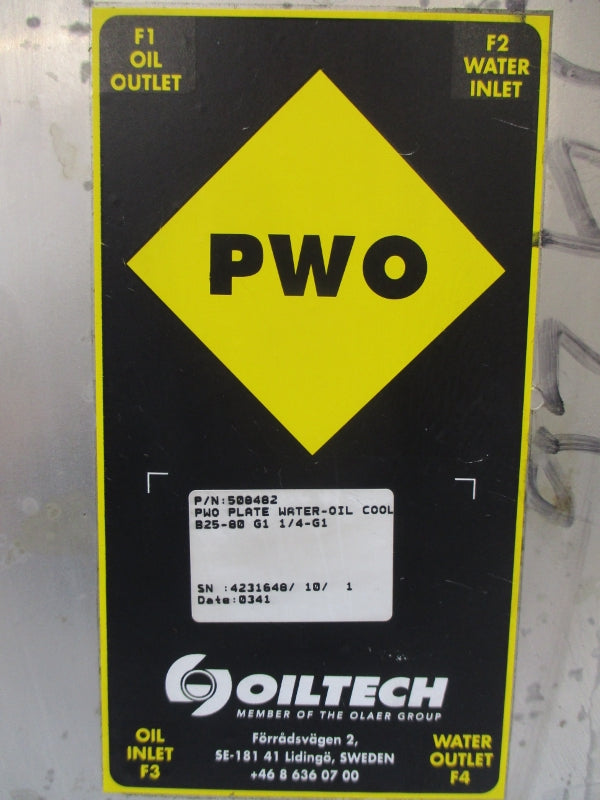 F1
OIL
OUTLET
F2
WATER
INLET
PWO
P/N:508482
PWO PLATE WATER-OIL COOL
B25-80 G1 1/4-G1
SN :4231648/ 10/ 1
Date:0341
OILTECH
MEMBER OF THE OLAER GROUP
Förrådsvägen 2,
SE-181 41 Lidingö, SWEDEN
+46 8 636 07 00
OIL
INLET
F3
WATER
OUTLET
F4